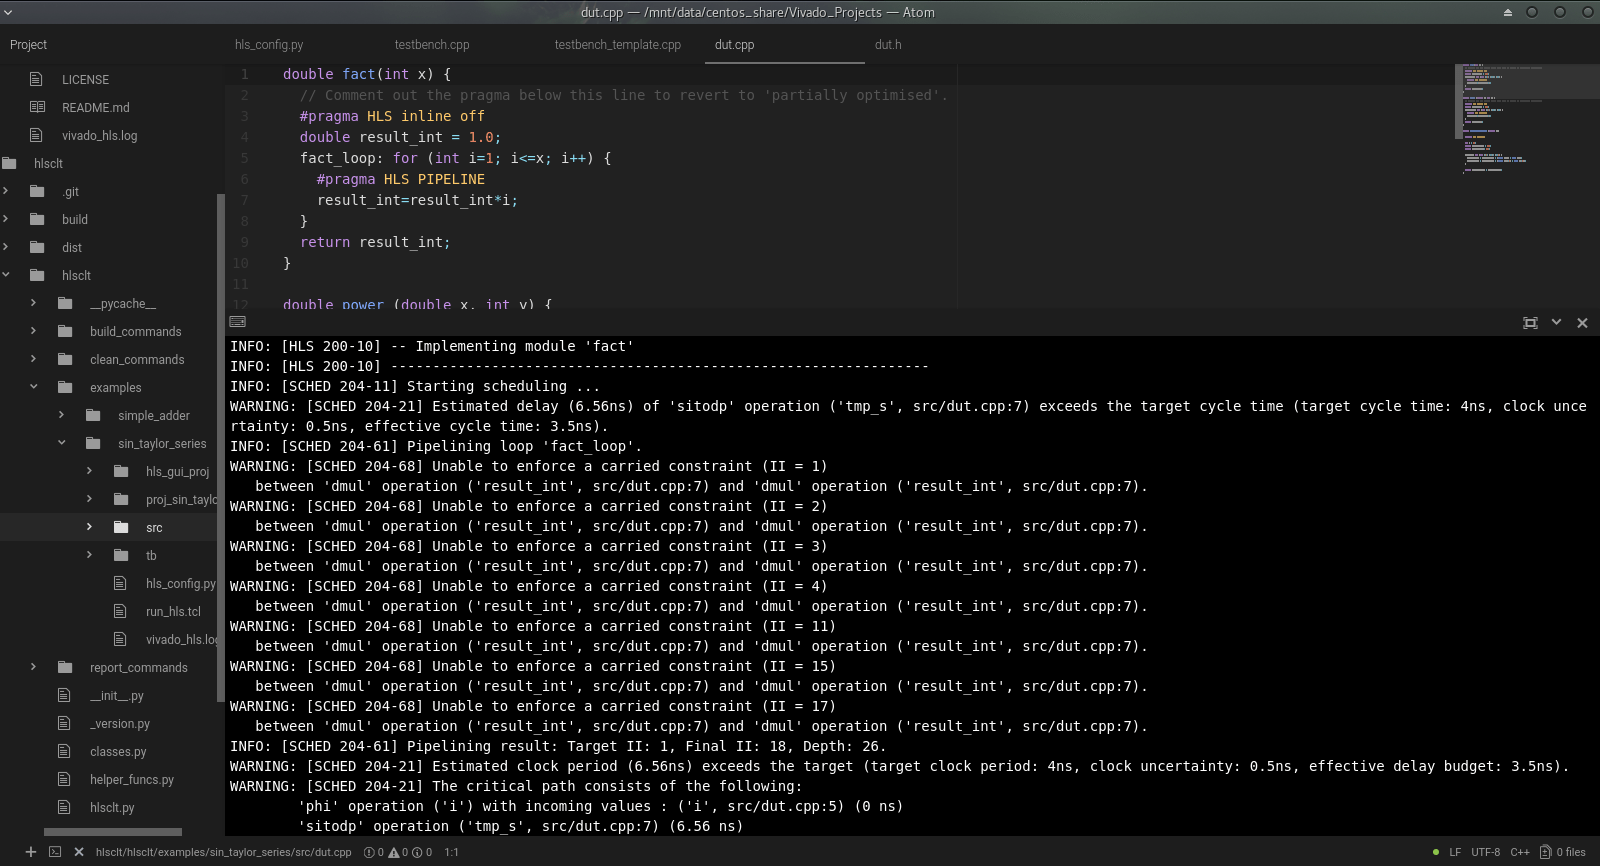 dut.cpp — /mnt/data/centos_share/Vivado_Projects — Atom
Project
LICENSE
README.md
vivado_hls.log
hlsclt
.git
build
dist
hlsclt
__pycache__
build_commands
clean_commands
examples
simple_adder
sin_taylor_series
hls_gui_proj
proj_sin_taylo
src
tb
hls_config.py
run_hls.tcl
vivado_hls.log
report_commands
__init__.py
_version.py
classes.py
helper_funcs.py
hlsclt.py
hls_config.py testbench.cpp testbench_template.cpp dut.cpp dut.h
1 double fact(int x) {
2 // Comment out the pragma below this line to revert to 'partially optimised'.
3 #pragma HLS inline off
4 double result_int = 1.0;
5 fact_loop: for (int i=1; i<=x; i++) {
6 #pragma HLS PIPELINE
7 result_int=result_int*i;
8 }
9 return result_int;
10 }
11
12 double power (double x, int y) {
INFO: [HLS 200-10] -- Implementing module 'fact'
INFO: [HLS 200-10] ----------------------------------------------------------------
INFO: [SCHED 204-11] Starting scheduling ...
WARNING: [SCHED 204-21] Estimated delay (6.56ns) of 'sitodp' operation ('tmp_s', src/dut.cpp:7) exceeds the target cycle time (target cycle time: 4ns, clock unce
rtainty: 0.5ns, effective cycle time: 3.5ns).
INFO: [SCHED 204-61] Pipelining loop 'fact_loop'.
WARNING: [SCHED 204-68] Unable to enforce a carried constraint (II = 1)
between 'dmul' operation ('result_int', src/dut.cpp:7) and 'dmul' operation ('result_int', src/dut.cpp:7).
WARNING: [SCHED 204-68] Unable to enforce a carried constraint (II = 2)
between 'dmul' operation ('result_int', src/dut.cpp:7) and 'dmul' operation ('result_int', src/dut.cpp:7).
WARNING: [SCHED 204-68] Unable to enforce a carried constraint (II = 3)
between 'dmul' operation ('result_int', src/dut.cpp:7) and 'dmul' operation ('result_int', src/dut.cpp:7).
WARNING: [SCHED 204-68] Unable to enforce a carried constraint (II = 4)
between 'dmul' operation ('result_int', src/dut.cpp:7) and 'dmul' operation ('result_int', src/dut.cpp:7).
WARNING: [SCHED 204-68] Unable to enforce a carried constraint (II = 11)
between 'dmul' operation ('result_int', src/dut.cpp:7) and 'dmul' operation ('result_int', src/dut.cpp:7).
WARNING: [SCHED 204-68] Unable to enforce a carried constraint (II = 15)
between 'dmul' operation ('result_int', src/dut.cpp:7) and 'dmul' operation ('result_int', src/dut.cpp:7).
WARNING: [SCHED 204-68] Unable to enforce a carried constraint (II = 17)
between 'dmul' operation ('result_int', src/dut.cpp:7) and 'dmul' operation ('result_int', src/dut.cpp:7).
INFO: [SCHED 204-61] Pipelining result: Target II: 1, Final II: 18, Depth: 26.
WARNING: [SCHED 204-21] Estimated clock period (6.56ns) exceeds the target (target clock period: 4ns, clock uncertainty: 0.5ns, effective delay budget: 3.5ns).
WARNING: [SCHED 204-21] The critical path consists of the following:
'phi' operation ('i') with incoming values : ('i', src/dut.cpp:5) (0 ns)
'sitodp' operation ('tmp_s', src/dut.cpp:7) (6.56 ns)
hlsclt/hlsclt/examples/sin_taylor_series/src/dut.cpp 0 0 0 1:1 LF UTF-8 C++ 0 files